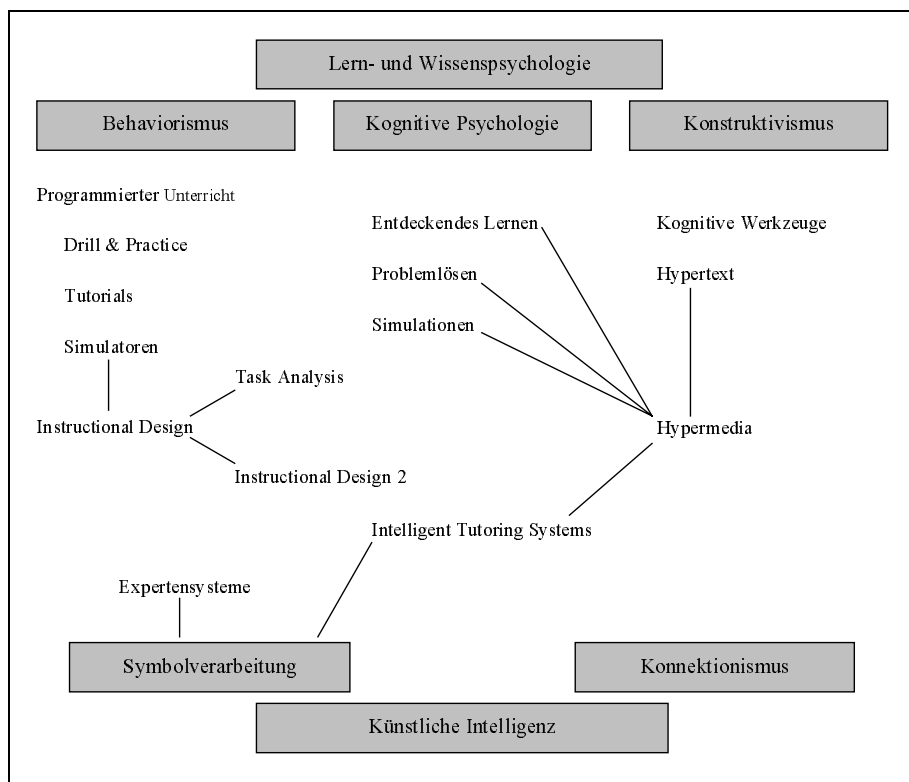 Lern- und Wissenspsychologie
Behaviorismus
Kognitive Psychologie
Konstruktivismus
Programmierter Unterricht
Entdeckendes Lernen
Kognitive Werkzeuge
Drill & Practice
Problemlösen
Hypertext
Tutorials
Simulationen
Simulatoren
Task Analysis
Instructional Design
Hypermedia
Instructional Design 2
Intelligent Tutoring Systems
Expertensysteme
Symbolverarbeitung
Konnektionismus
Künstliche Intelligenz